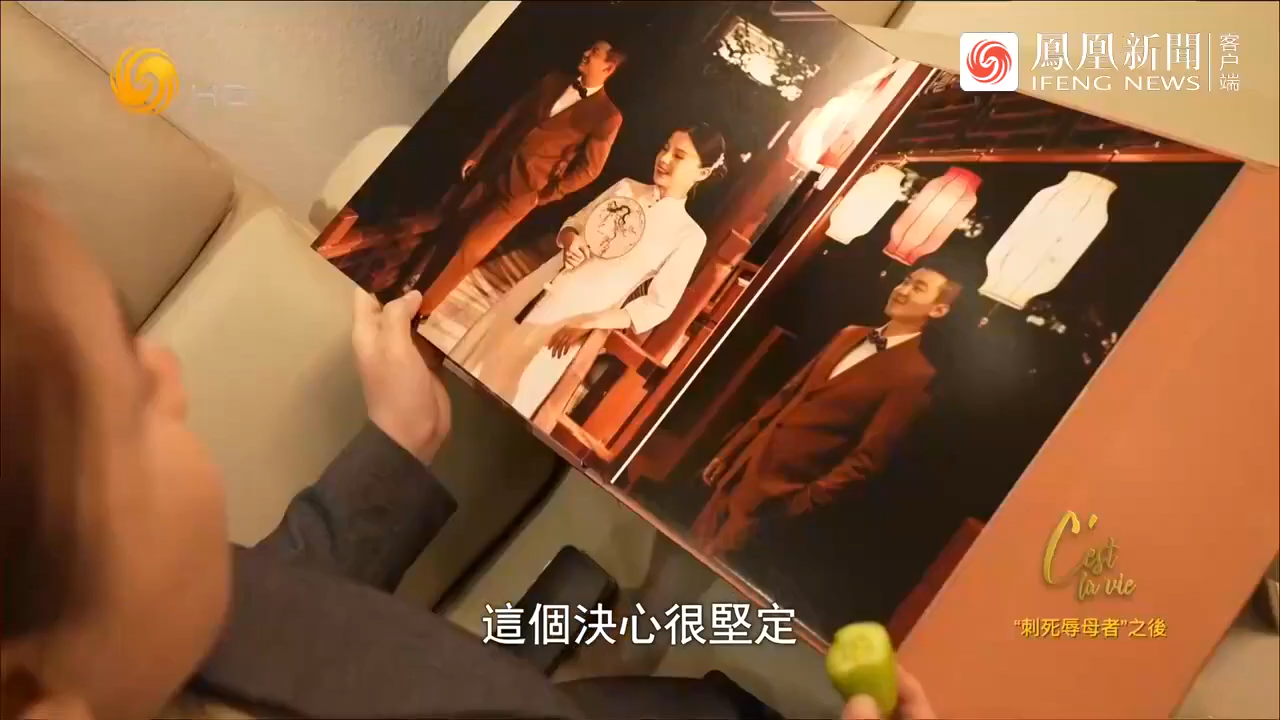 HD
鳳凰新聞
IFENG NEWS
客户端
C'est
la vie
“刺死辱母者”之後
這個決心很堅定